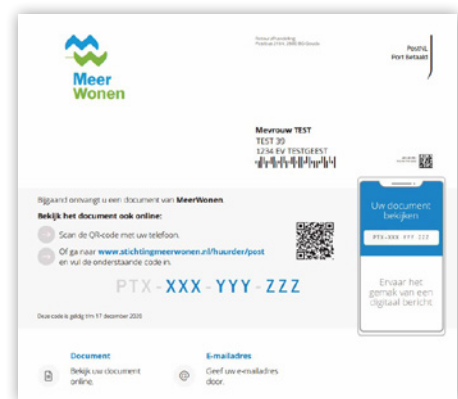 Meer
Wonen
PostNL
Port Betaald
Mevrouw TEST
TEST 39
1234 EV TESTGEEST
Bijgaand ontvangt u een document van MeerWonen.
Bekijk het document ook online:
Scan de QR-code met uw telefoon.
Of ga naar www.stichtingmeerwonen.nl/huurder/post
en vul de onderstaande code in.
PTX-XXX-YYY-ZZZ
Deze code is geldig t/m 17 december 2020
Uw document
bekijken
PTX-XXX YYY ZZZ
Ervaar het
gemak van een
digitaal bericht
Document
Bekijk uw document
online.
E-mailadres
Geef uw e-mailadres
door.